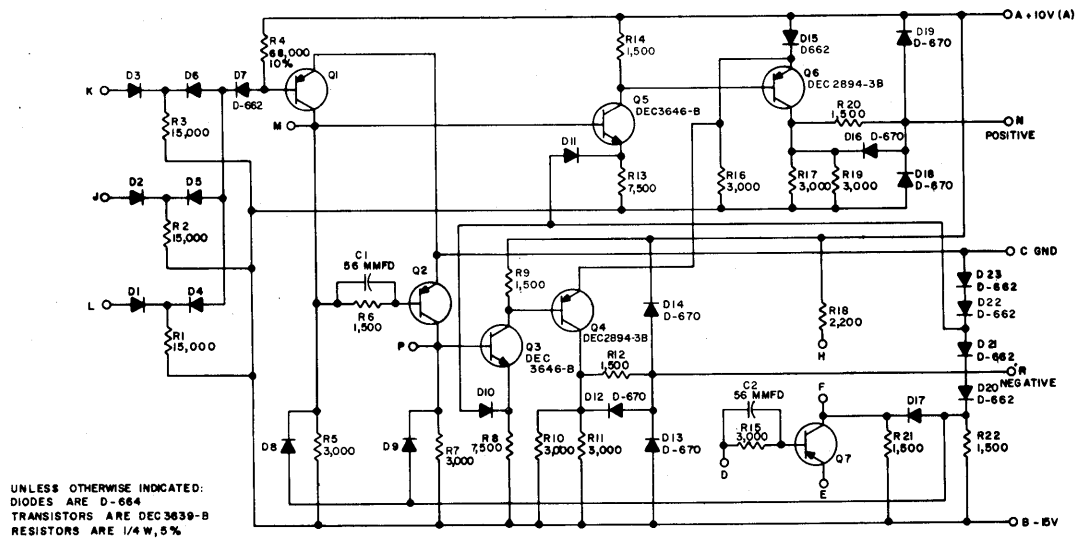 A +10V (A)
R4
68,000
10%
R14
1,500
D15
D662
D19
D-670
Q1
D3
D6
D7
D-662
K
R3
15,000
M
Q5
DEC3646-B
Q6
DEC2894-3B
R20
1,500
N
POSITIVE
D16 D-670
D11
R13
7,500
R16
3,000
R17
3,000
R19
3,000
D18
D-670
D2
D5
J
R2
15,000
C GND
C1
56 MMFD
Q2
R9
1,500
D14
D-670
D23
D-662
D22
D-662
D1
D4
L
R6
1,500
Q4
DEC2894-3B
R18
2,200
H
R1
15,000
P
Q3
DEC
3646-B
R12
1,500
D21
D-662
R
NEGATIVE
D10
D12
D-670
C2
56 MMFD
F
D17
D20
D-662
D8
R5
3,000
D9
R7
3,000
R8
7,500
R10
3,000
R11
3,000
D13
D-670
R15
3,000
D
Q7
E
R21
1,500
R22
1,500
UNLESS OTHERWISE INDICATED:
DIODES ARE D-664
TRANSISTORS ARE DEC3639-B
RESISTORS ARE 1/4W, 5%
B -15V